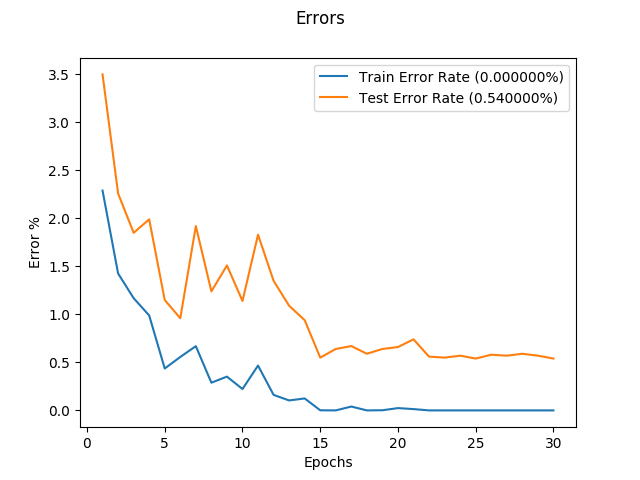 Errors
Train Error Rate (0.000000%)
Test Error Rate (0.540000%)
Error %
3.5
3.0
2.5
2.0
1.5
1.0
0.5
0.0
0 5 10 15 20 25 30
Epochs